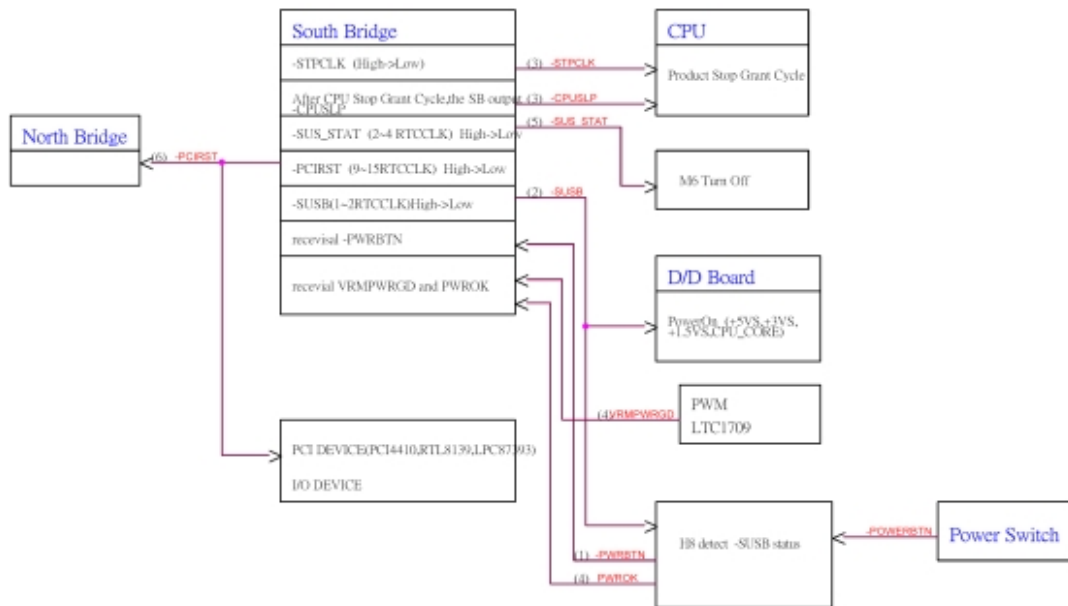 South Bridge
-STPCLK (High->Low)
After CPU Stop Grant Cycle,the SB output
-CPUSLP
-SUS_STAT (2~4 RTCCLK) High->Low
-PCIRST (9~15RTCCLK) High->Low
-SUSB(1~2RTCCLK)High->Low
recevisal -PWRBTN
recevial VRMPWRGD and PWROK
(3) -STPCLK
(3) -CPUSLP
(5) -SUS_STAT
(2) -SUSB
CPU
Product Stop Grant Cycle
North Bridge
(6) -PCIRST
M6 Turn Off
D/D Board
PowerOn (+5VS,+3VS,
+1.5VS,CPU_CORE)
(4)VRMPWRGD
PWM
LTC1709
PCI DEVICE(PCI4410,RTL8139,LPC87393)
I/O DEVICE
H8 detect -SUSB status
(1) -PWRBTN
(4) PWROK
-POWERBTN
Power Switch